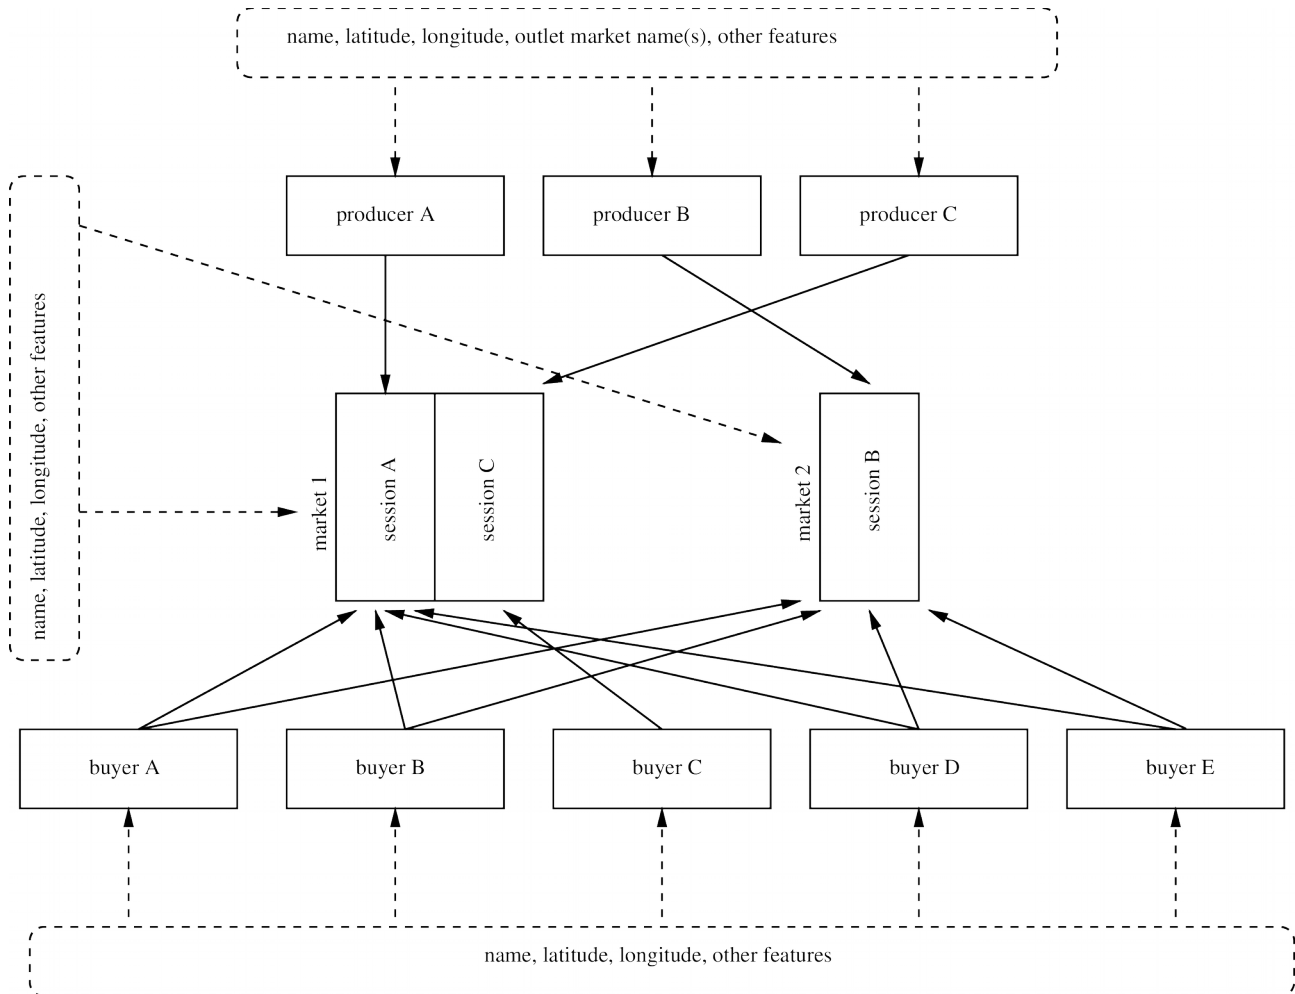 name, latitude, longitude, outlet market name(s), other features
producer A
producer B
producer C
name, latitude, longitude, other features
market 1
session A
session C
market 2
session B
buyer A
buyer B
buyer C
buyer D
buyer E
name, latitude, longitude, other features